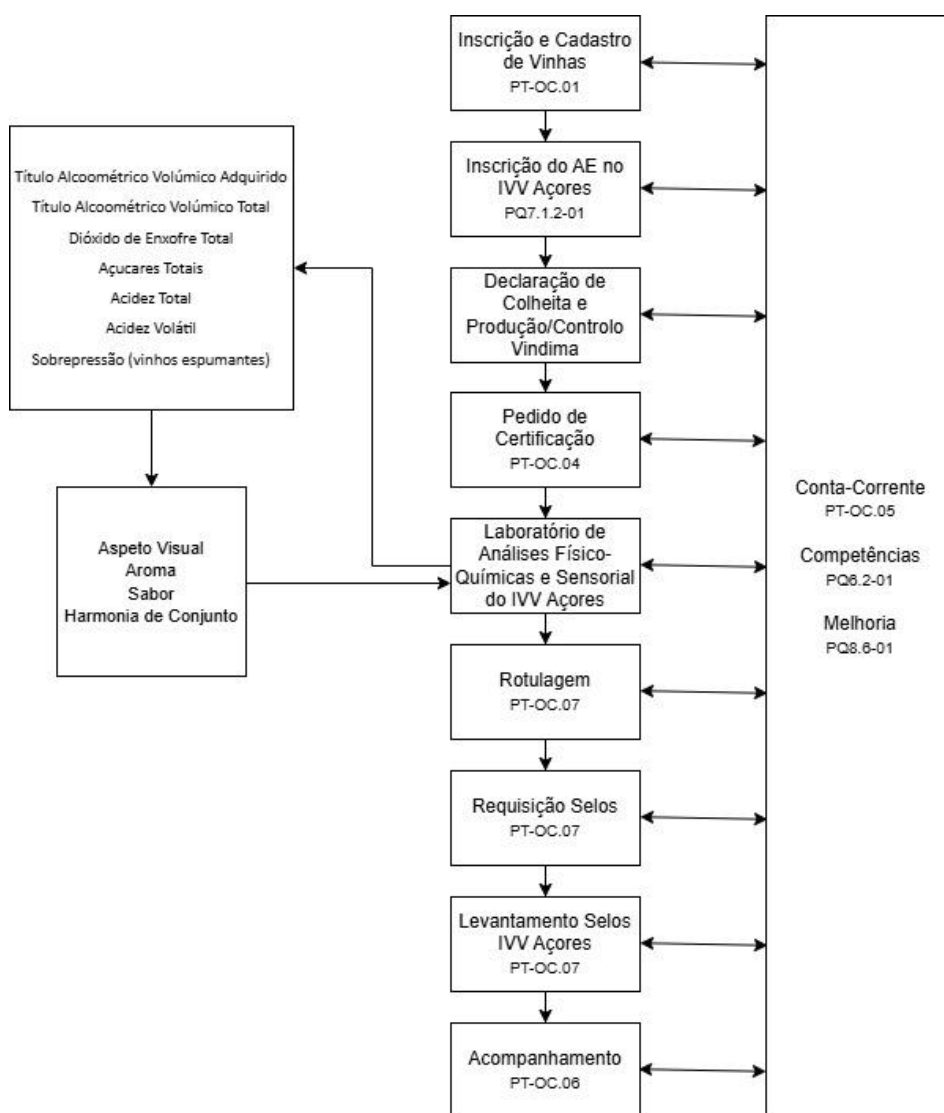 Inscrição e Cadastro
de Vinhas
PT-OC.01
Inscrição do AE no
IVV Açores
PQ7.1.2-01
Declaração de
Colheita e
Produção/Controlo
Vindima
Pedido de
Certificação
PT-OC.04
Laboratório de
Análises Físico-
Químicas e Sensorial
do IVV Açores
Título Alcoométrico Volúmico Adquirido
Título Alcoométrico Volúmico Total
Dióxido de Enxofre Total
Açucares Totais
Acidez Total
Acidez Volátil
Sobrepressão (vinhos espumantes)
Aspeto Visual
Aroma
Sabor
Harmonia de Conjunto
Rotulagem
PT-OC.07
Requisição Selos
PT-OC.07
Levantamento Selos
IVV Açores
PT-OC.07
Acompanhamento
PT-OC.06
Conta-Corrente
PT-OC.05
Competências
PQ6.2-01
Melhoria
PQ8.6-01